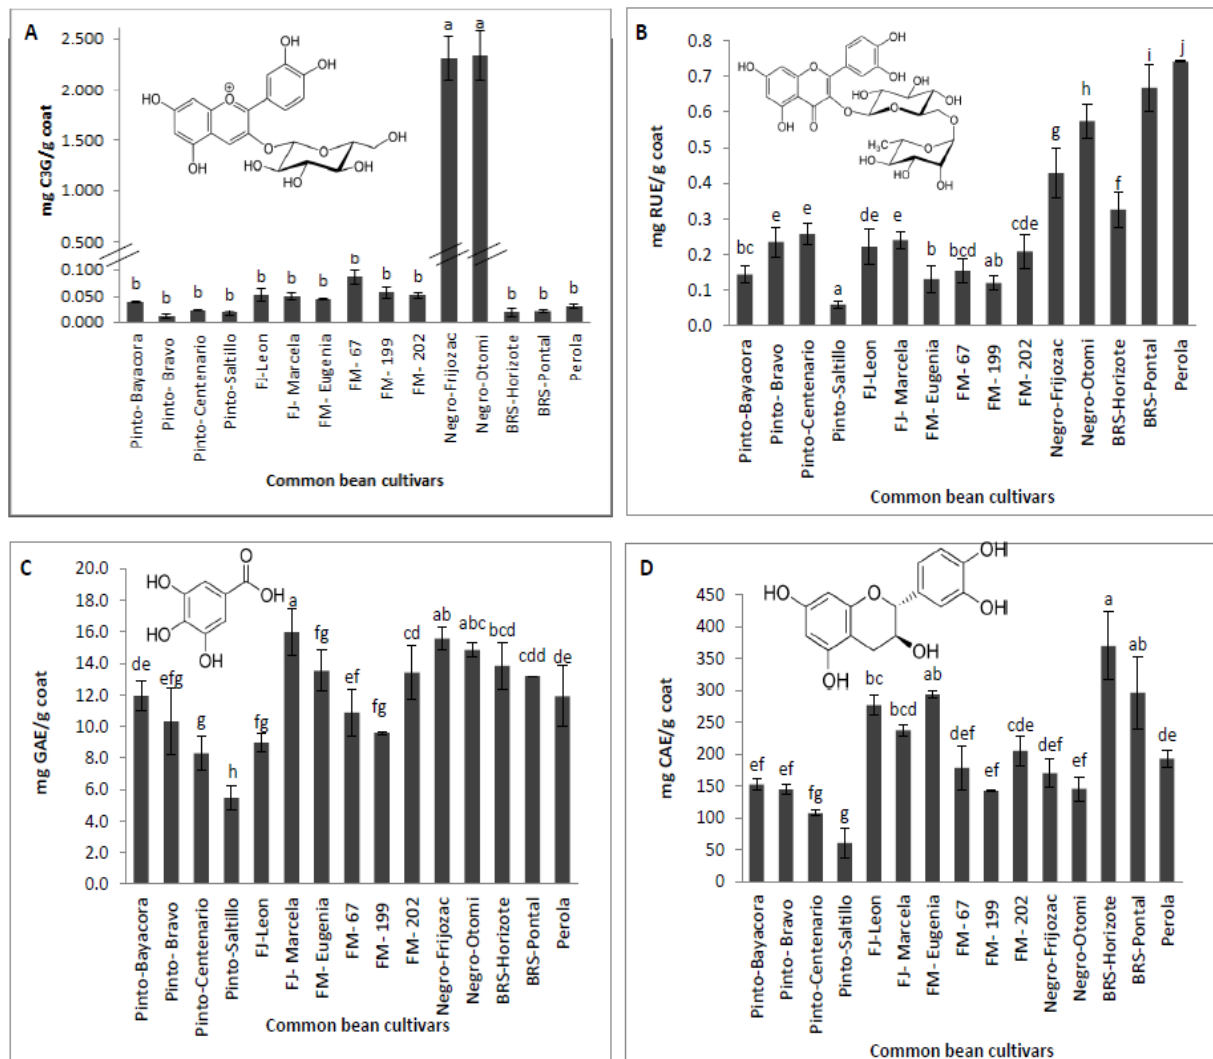 A
mg C3G/g coat
2.500
2.000
1.500
1.000
0.500
0.100
0.050
0.000
HO
OH
OH
⊕
O
OH
O
O
OH
HO
HO
OH
b b b b b b b b b b a a b b b
Pinto- Bayacora
Pinto- Bravo
Pinto-Centenario
Pinto-Saltillo
FJ-Leon
FJ- Marcela
FM- Eugenia
FM- 67
FM- 199
FM- 202
Negro-Frijozac
Negro-Otomi
BRS-Horizote
BRS-Pontal
Perola
Common bean cultivars
B
mg RUE/g coat
0.8
0.7
0.6
0.5
0.4
0.3
0.2
0.1
0.0
OH
OH
HO
O
OH
O
O
HO
HO
OH
O
O
H₃C
O
HO
HO
OH
bc e e a de e b bcd ab cde g h f i j
Pinto-Bayacora
Pinto- Bravo
Pinto-Centenario
Pinto-Saltillo
FJ-Leon
FJ- Marcela
FM- Eugenia
FM- 67
FM- 199
FM- 202
Negro-Frijozac
Negro-Otomi
BRS-Horizote
BRS-Pontal
Perola
Common bean cultivars
C
mg GAE/g coat
20.0
18.0
16.0
14.0
12.0
10.0
8.0
6.0
4.0
2.0
0.0
O
HO
OH
HO
OH
de efg g h fg a fg ef fg cd ab abc bcd cdd de
Pinto-Bayacora
Pinto- Bravo
Pinto-Centenario
Pinto-Saltillo
FJ-Leon
FJ- Marcela
FM- Eugenia
FM- 67
FM- 199
FM- 202
Negro-Frijozac
Negro-Otomi
BRS-Horizote
BRS-Pontal
Perola
Common bean cultivars
D
mg CAE/g coat
450
400
350
300
250
200
150
100
50
0
OH
OH
HO
O
OH
OH
ef ef fg g bc bcd ab def ef cde def ef a ab de
Pinto-Bayacora
Pinto- Bravo
Pinto-Centenario
Pinto-Saltillo
FJ-Leon
FJ- Marcela
FM- Eugenia
FM- 67
FM- 199
FM- 202
Negro-Frijozac
Negro-Otomi
BRS-Horizote
BRS-Pontal
Perola
Common bean cultivars